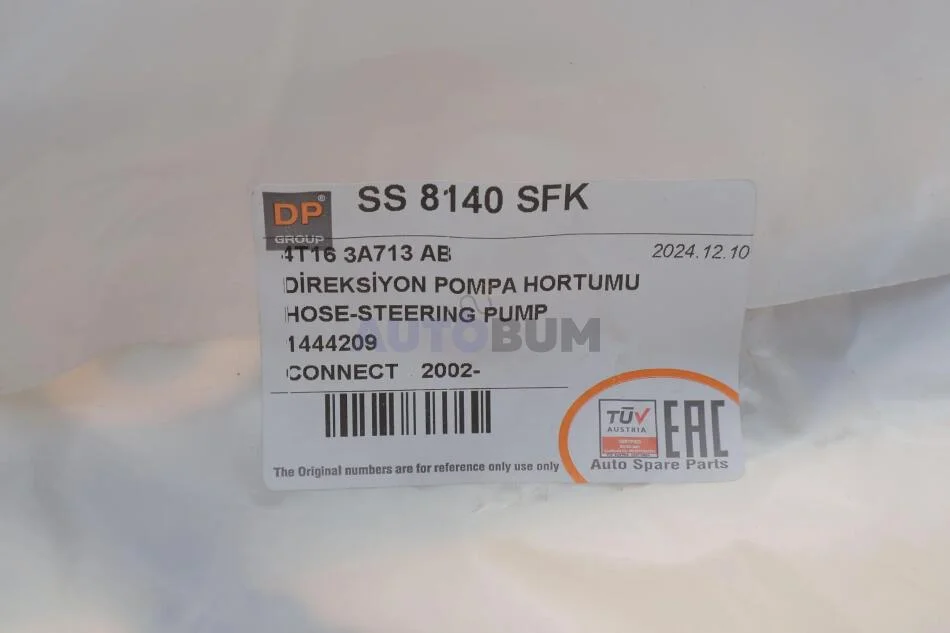 DP®
GROUP
SS 8140 SFK
4T16 3A713 AB
2024.12.10
DİREKSİYON POMPA HORTUMU
HOSE-STEERING PUMP
AUTOBUM
1444209
CONNECT 2002-
TÜV
AUSTRIA
EAC
Auto Spare Parts
The Original numbers are for reference only use only